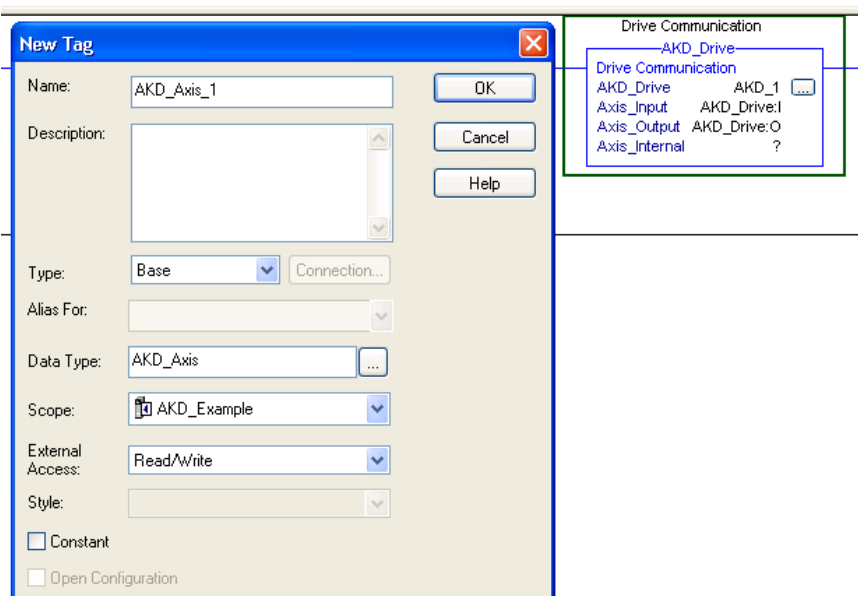 New Tag
Name: AKD_Axis_1
OK
Description:
Cancel
Help
Type: Base Connection...
Alias For:
Data Type: AKD_Axis ...
Scope: AKD_Example
External
Access: Read/Write
Style:
Constant
Open Configuration
Drive Communication
AKD_Drive
Drive Communication
AKD_Drive AKD_1 ...
Axis_Input AKD_Drive:I
Axis_Output AKD_Drive:O
Axis_Internal ?